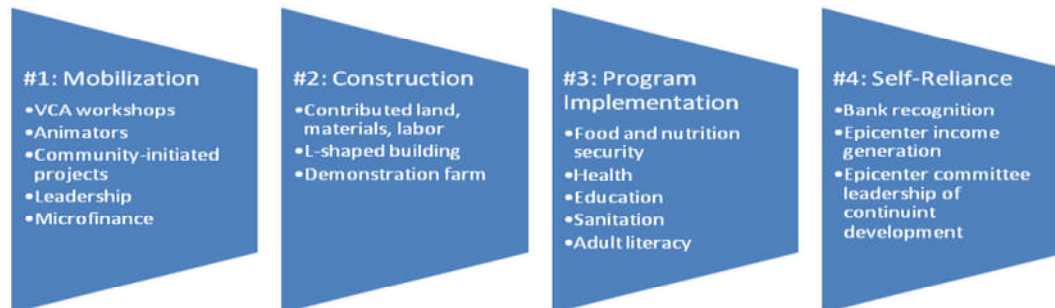 #1: Mobilization
•VCA workshops
•Animators
•Community-initiated
projects
•Leadership
•Microfinance
#2: Construction
•Contributed land,
materials, labor
•L-shaped building
•Demonstration farm
#3: Program
Implementation
•Food and nutrition
security
•Health
•Education
•Sanitation
•Adult literacy
#4: Self-Reliance
•Bank recognition
•Epicenter income
generation
•Epicenter committee
leadership of
continuint
development